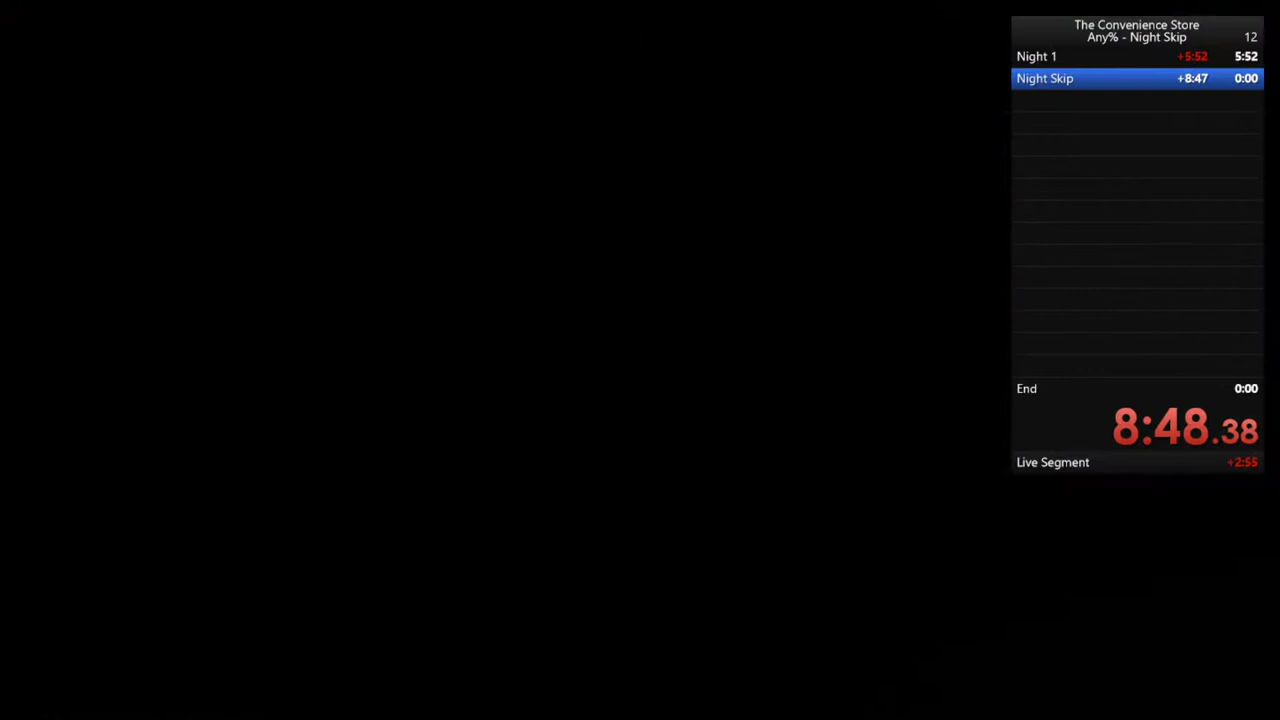 The Convenience Store
Any% - Night Skip 12
Night 1 +5:52 5:52
Night Skip +8:47 0:00
End 0:00
8:48.38
Live Segment +2:55